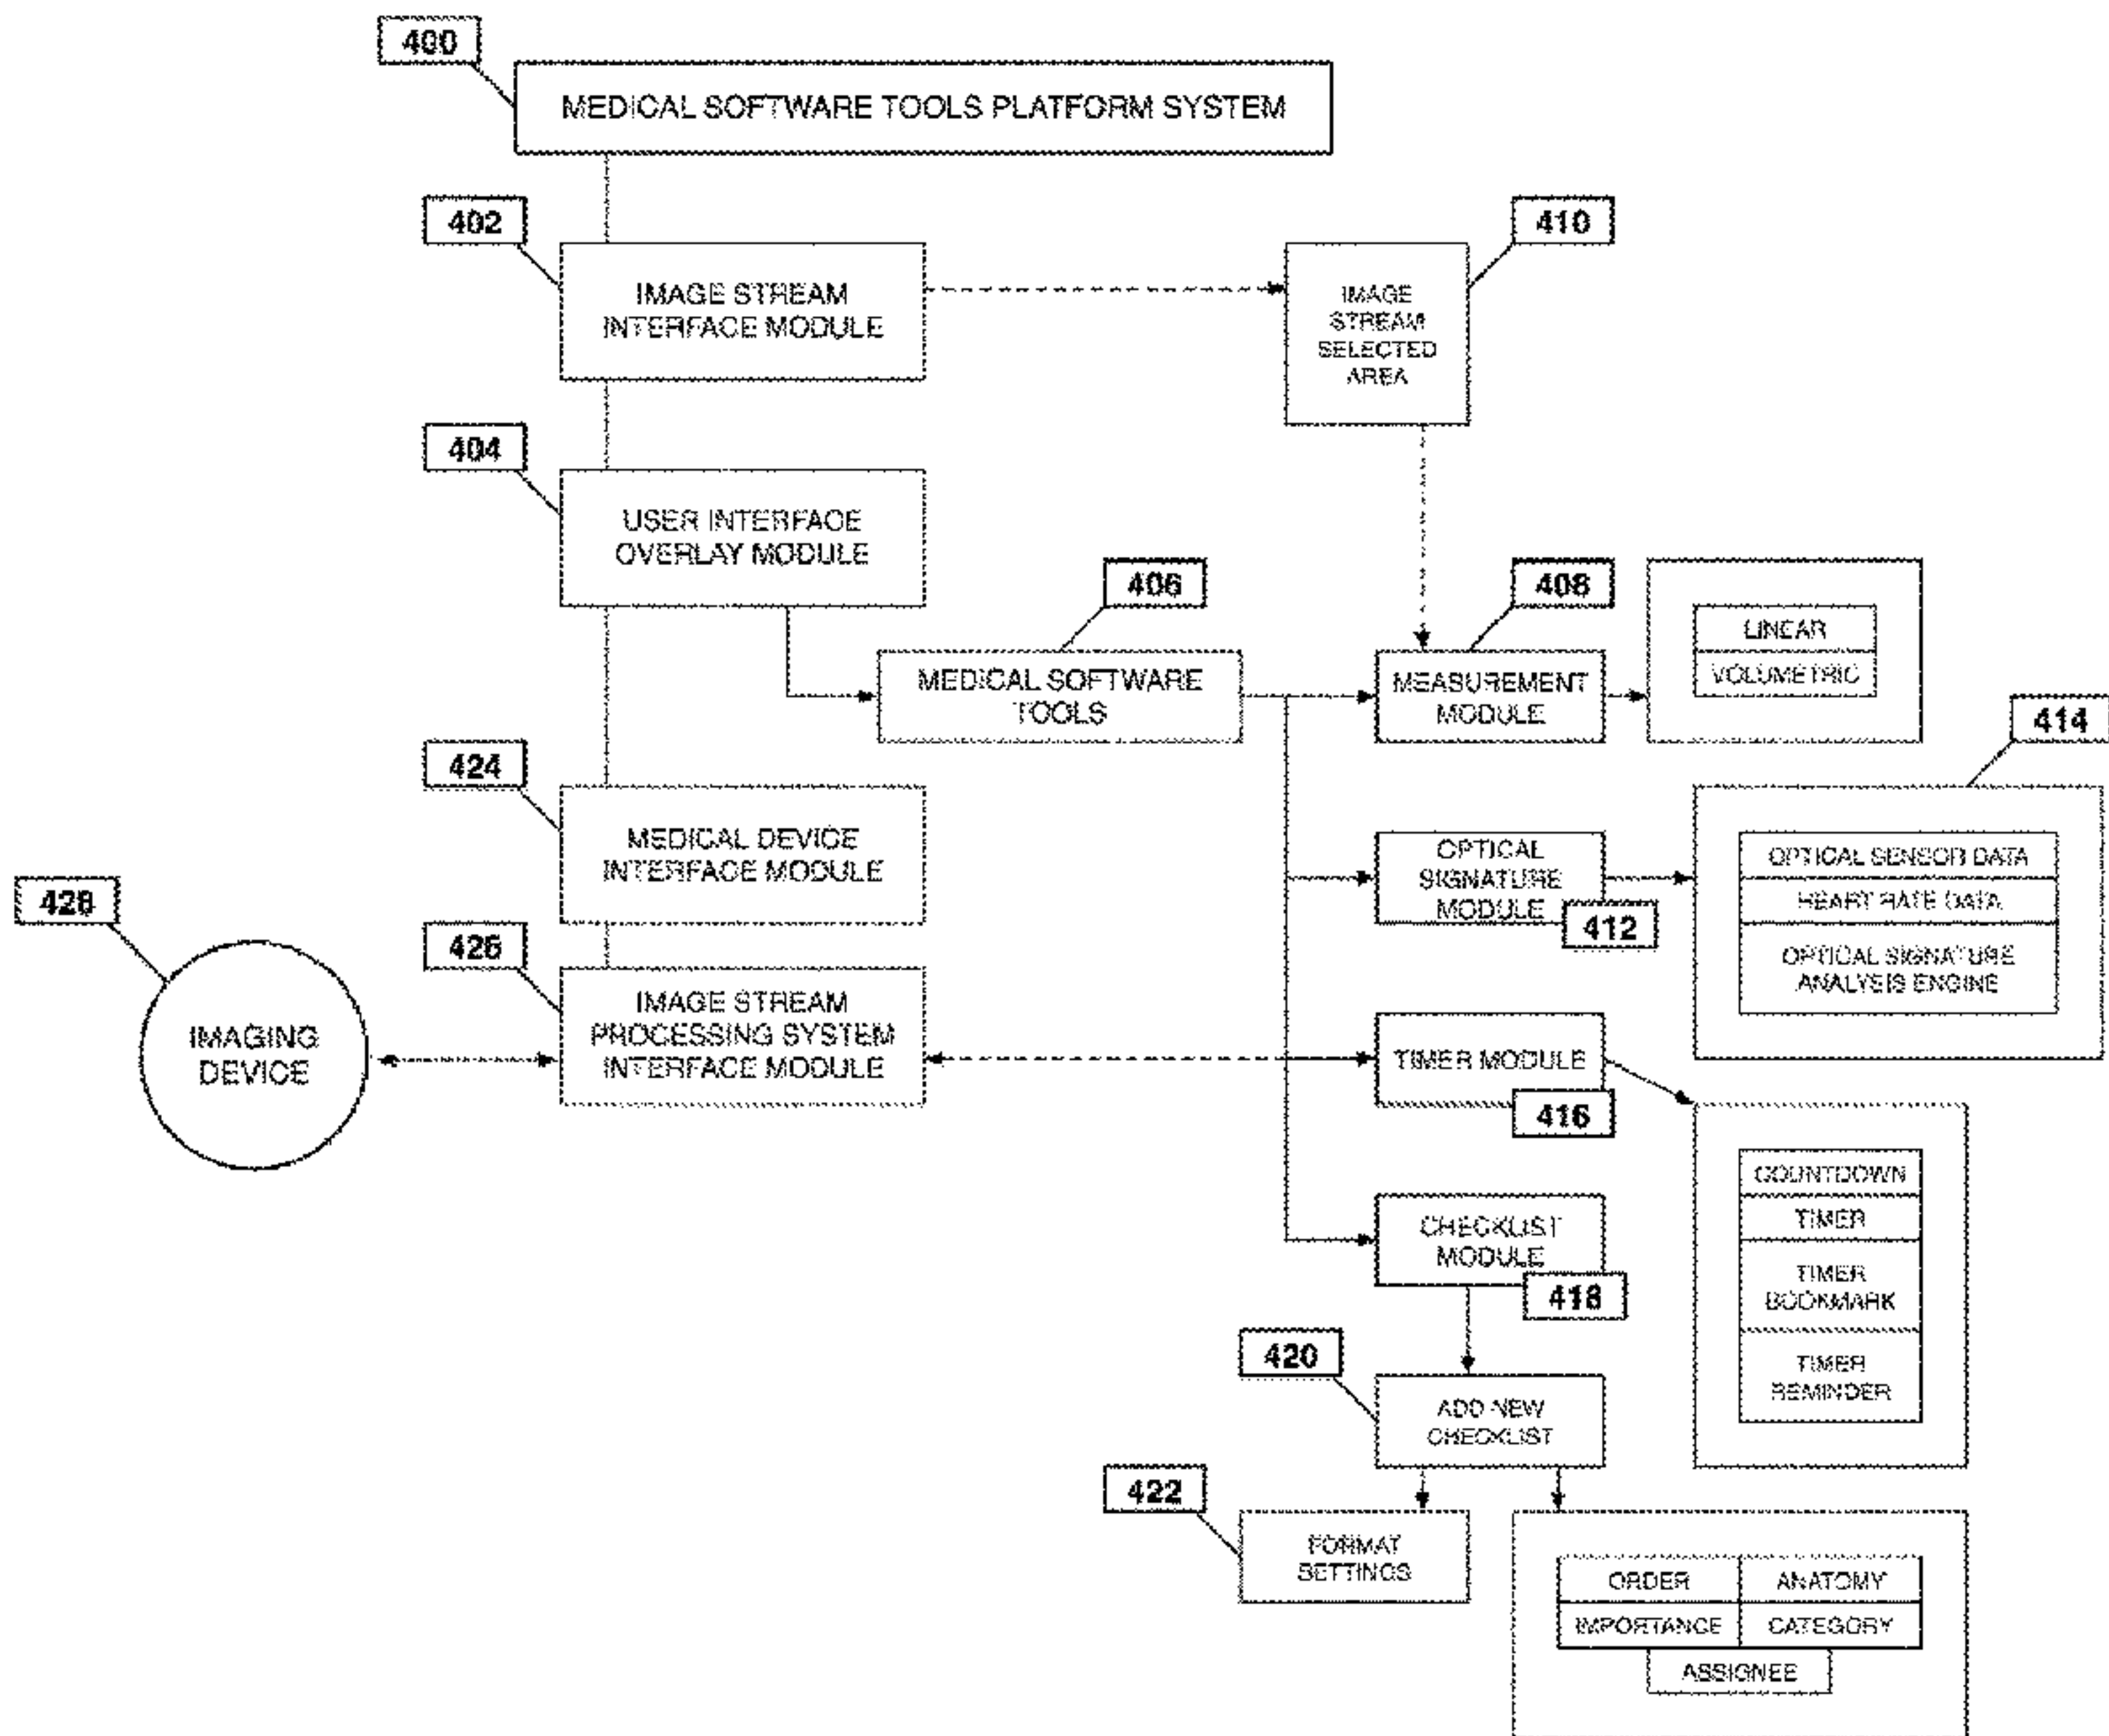 400
MEDICAL SOFTWARE TOOLS PLATFORM SYSTEM
402
IMAGE STREAM
INTERFACE MODULE
410
IMAGE
STREAM
SELECTED
AREA
404
USER INTERFACE
OVERLAY MODULE
406
MEDICAL SOFTWARE
TOOLS
408
MEASUREMENT
MODULE
LINEAR
VOLUMETRIC
414
424
MEDICAL DEVICE
INTERFACE MODULE
OPTICAL
SIGNATURE
MODULE
412
OPTICAL SENSOR DATA
HEART RATE DATA
OPTICAL SIGNATURE
ANALYSIS ENGINE
428
IMAGING
DEVICE
426
IMAGE STREAM
PROCESSING SYSTEM
INTERFACE MODULE
TIMER MODULE
416
COUNTDOWN
TIMER
TIMER
BOOKMARK
TIMER
REMINDER
CHECKLIST
MODULE
418
420
ADD NEW
CHECKLIST
422
FORMAT
SETTINGS
ORDER
ANATOMY
IMPORTANCE
CATEGORY
ASSIGNEE